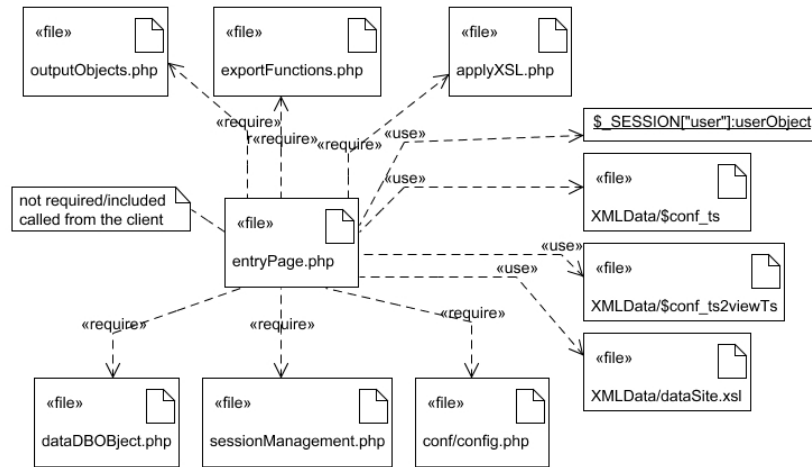 «file»
outputObjects.php
«file»
exportFunctions.php
«file»
applyXSL.php
«require»
«require»
«require»
«use»
$_SESSION["user"]:userObject
«use»
«file»
XMLData/$conf_ts
not required/included
called from the client
«file»
entryPage.php
«use»
«file»
XMLData/$conf_ts2viewTs
«use»
«file»
XMLData/dataSite.xsl
«require»
«require»
«require»
«file»
dataDBOBject.php
«file»
sessionManagement.php
«file»
conf/config.php